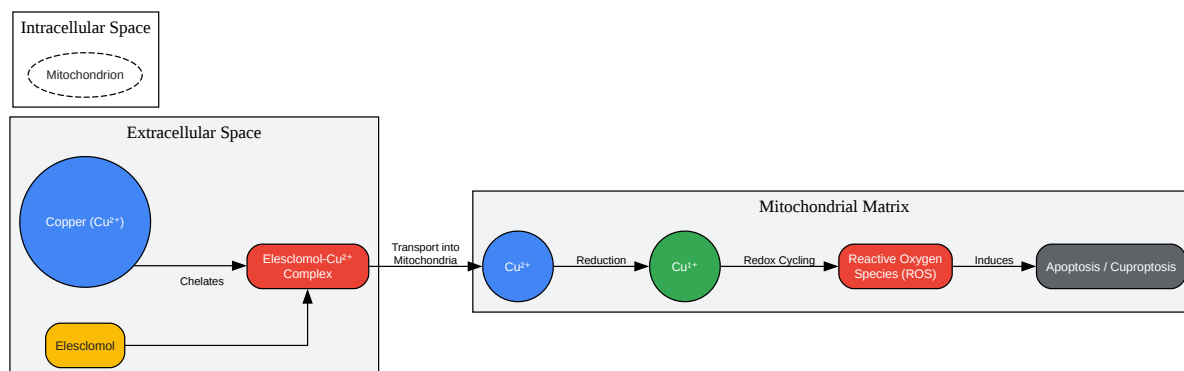 Intracellular Space
Mitochondrion
Extracellular Space
Copper (Cu²⁺)
Chelates
Elesclomol-Cu²⁺
Complex
Elesclomol
Transport into
Mitochondria
Mitochondrial Matrix
Cu²⁺
Reduction
Cu¹⁺
Redox Cycling
Reactive Oxygen
Species (ROS)
Induces
Apoptosis / Cuproptosis